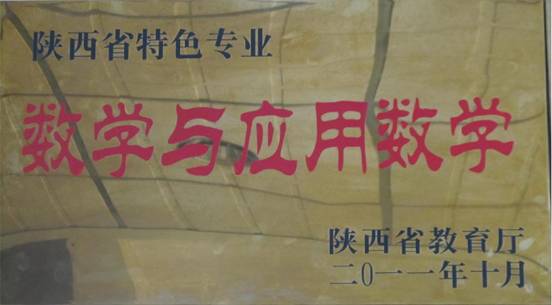 陕西省特色专业
数学与应用数学
陕西省教育厅
二0一一年十月